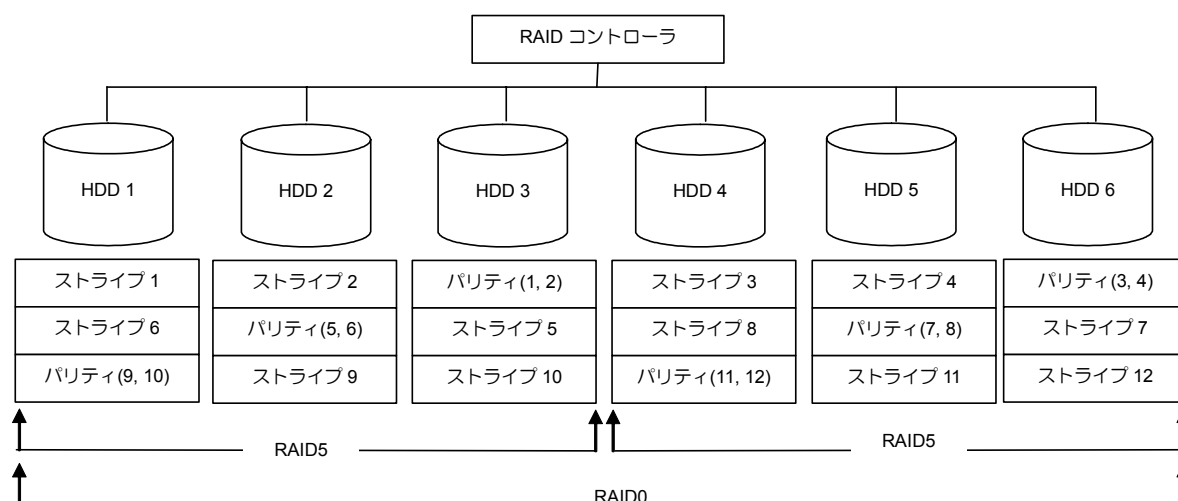 RAID コントローラ
HDD 1
HDD 2
HDD 3
HDD 4
HDD 5
HDD 6
ストライプ 1
ストライプ 2
パリティ(1, 2)
ストライプ 3
ストライプ 4
パリティ(3, 4)
ストライプ 6
パリティ(5, 6)
ストライプ 5
ストライプ 8
パリティ(7, 8)
ストライプ 7
パリティ(9, 10)
ストライプ 9
ストライプ 10
パリティ(11, 12)
ストライプ 11
ストライプ 12
RAID5
RAID5
RAID0